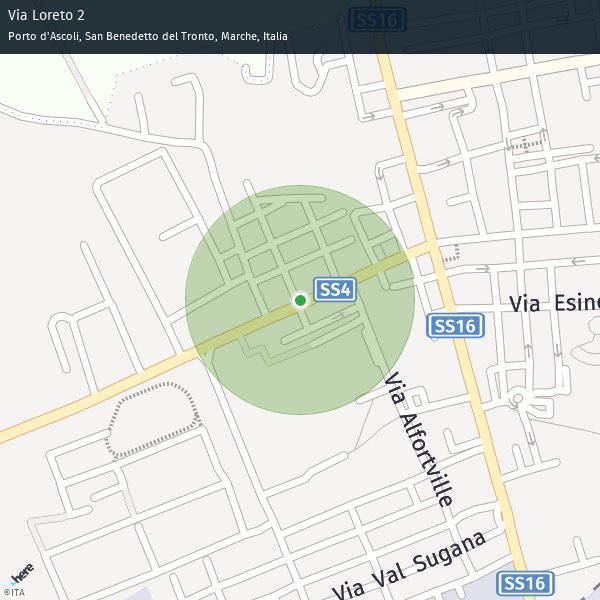 Via Loreto 2
Porto d'Ascoli, San Benedetto del Tronto, Marche, Italia
SS16
SS4
Via Esino
SS16
Via Alfortville
Via Val Sugana
SS16
here
©ITA